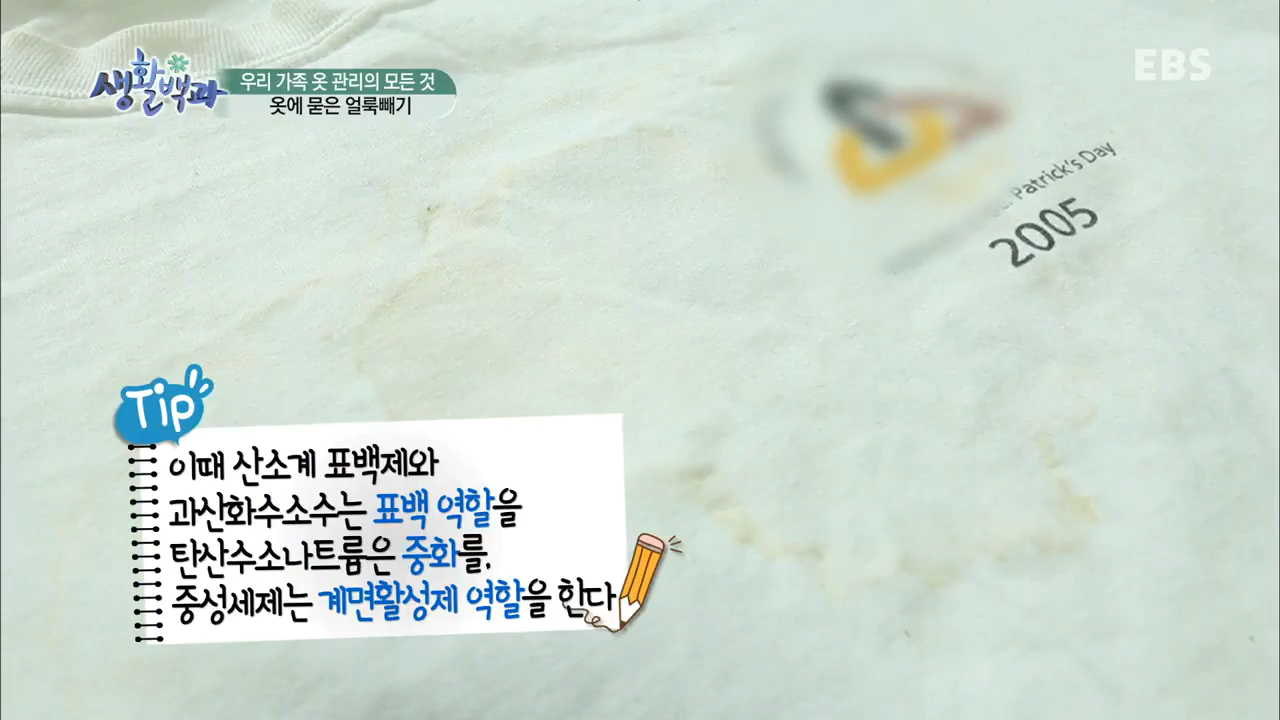 생활백과
우리 가족 옷 관리의 모든 것
옷에 묻은 얼룩빼기
EBS
Patrick's Day
2005
Tip
이때 산소계 표백제와
과산화수소수는 표백 역할을
탄산수소나트륨은 중화를,
중성세제는 계면활성제 역할을 한다